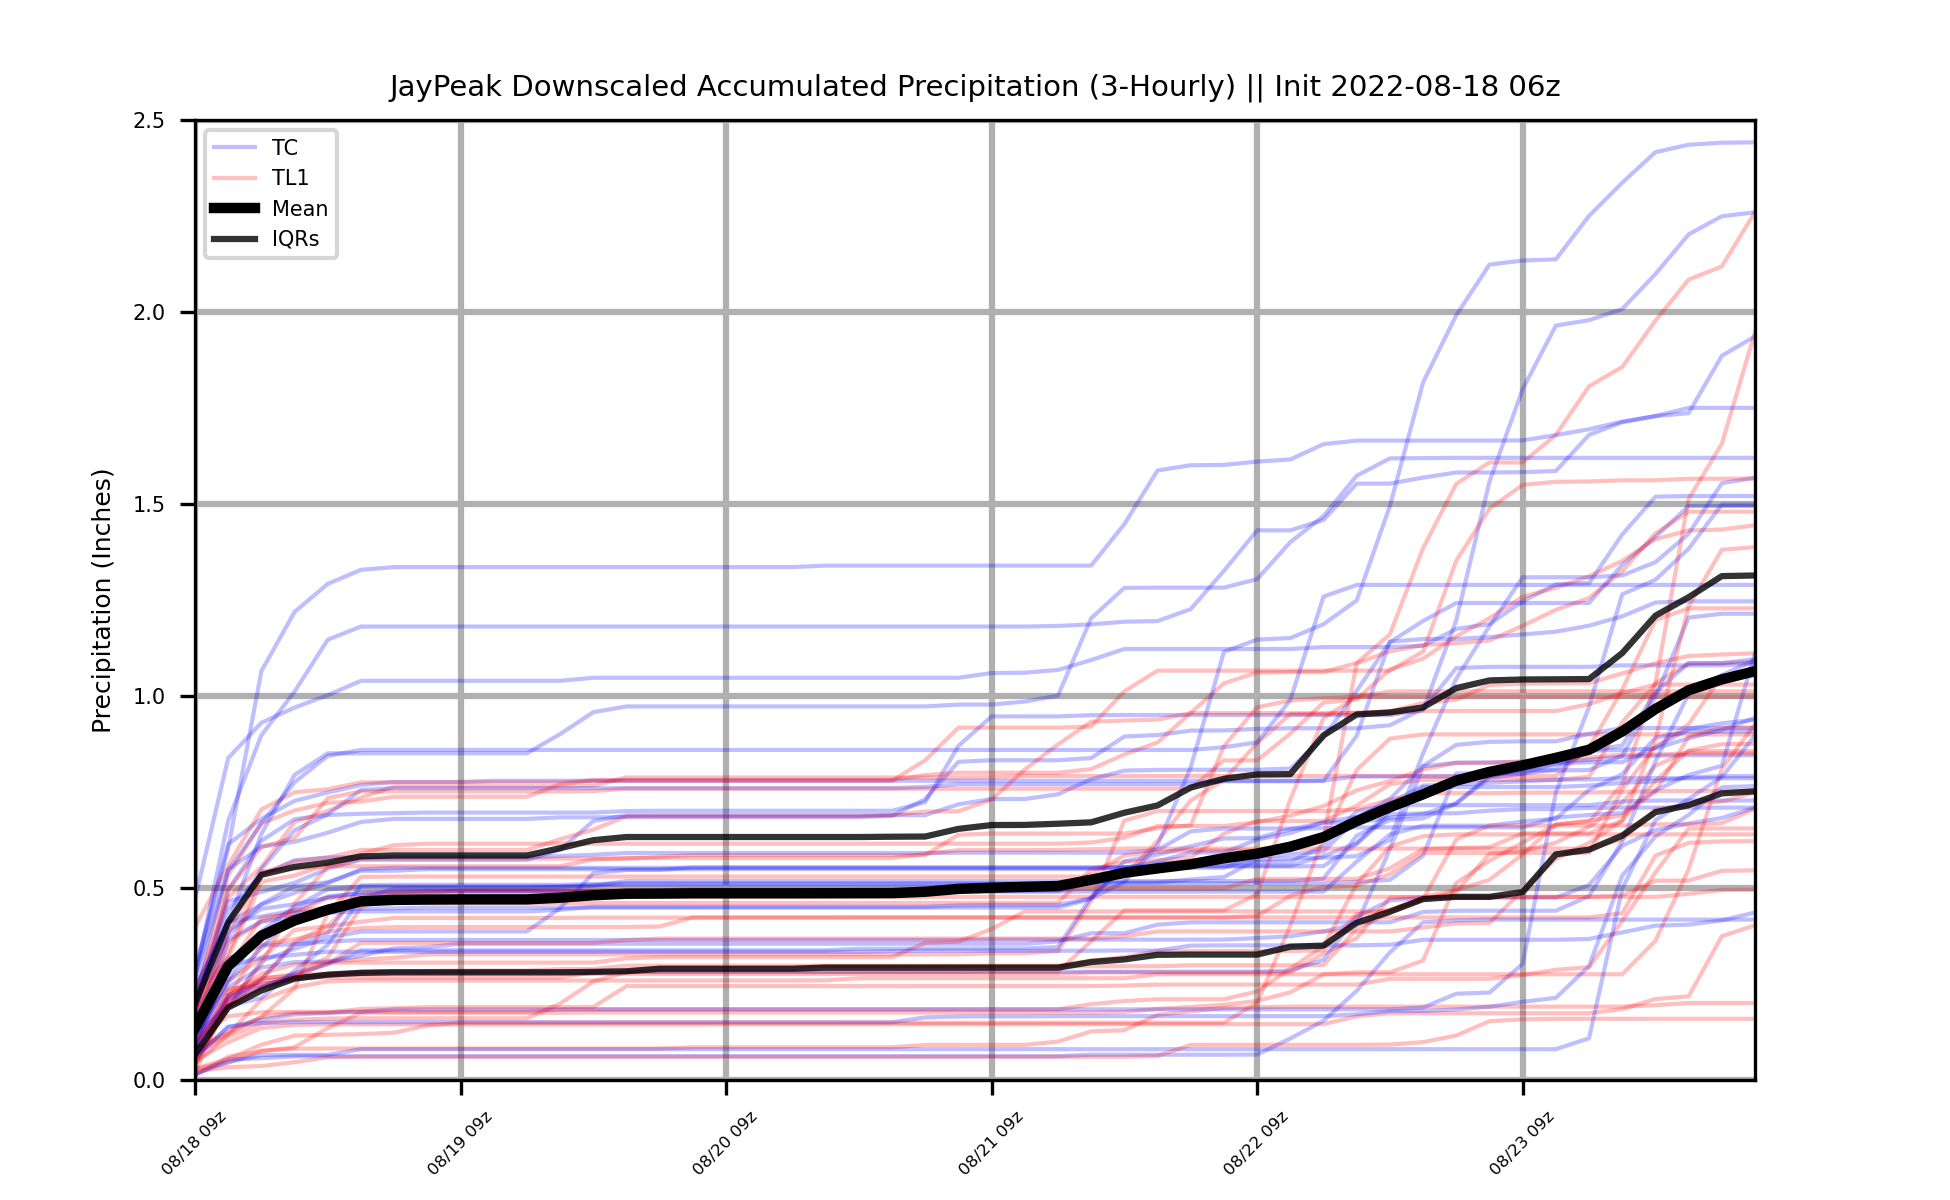 JayPeak Downscaled Accumulated Precipitation (3-Hourly) || Init 2022-08-18 06z
TC
TL1
Mean
IQRs
Precipitation (Inches)
2.5
2.0
1.5
1.0
0.5
0.0
08/18 09z
08/19 09z
08/20 09z
08/21 09z
08/22 09z
08/23 09z